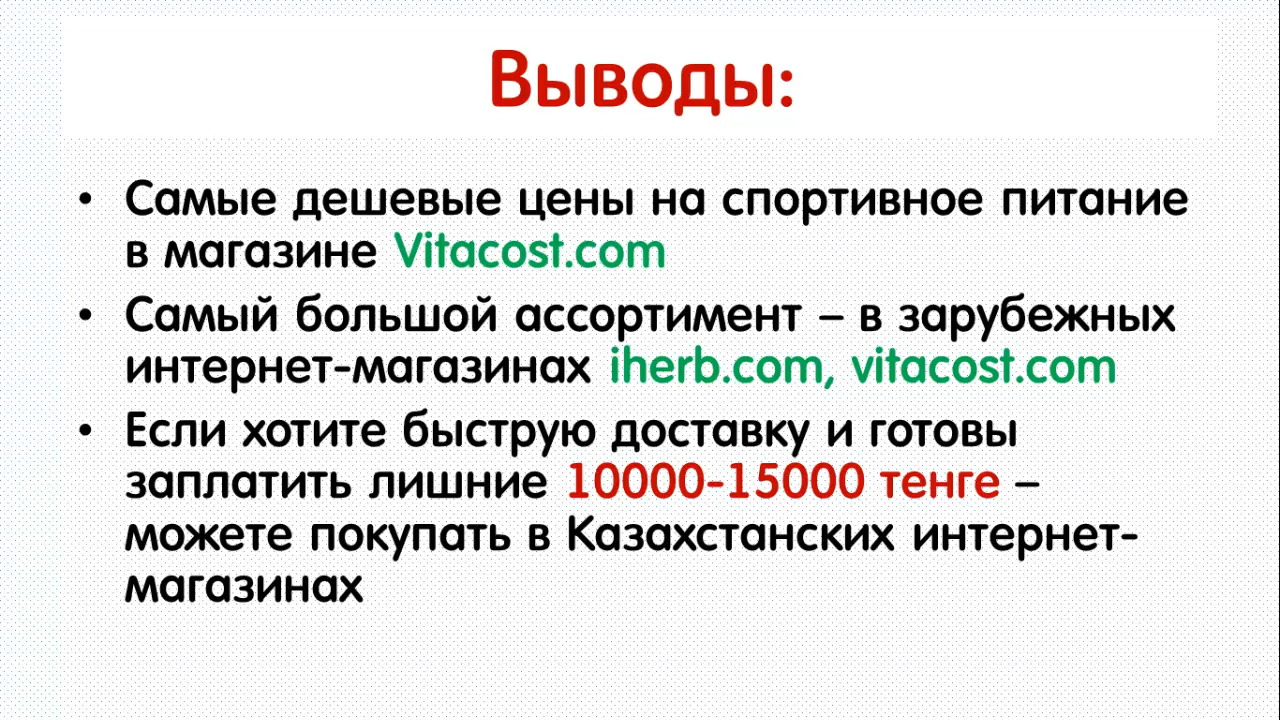 Выводы:
• Самые дешевые цены на спортивное питание
в магазине Vitacost.com
• Самый большой ассортимент – в зарубежных
интернет-магазинах iherb.com, vitacost.com
• Если хотите быструю доставку и готовы
заплатить лишние 10000-15000 тенге –
можете покупать в Казахстанских интернет-
магазинах